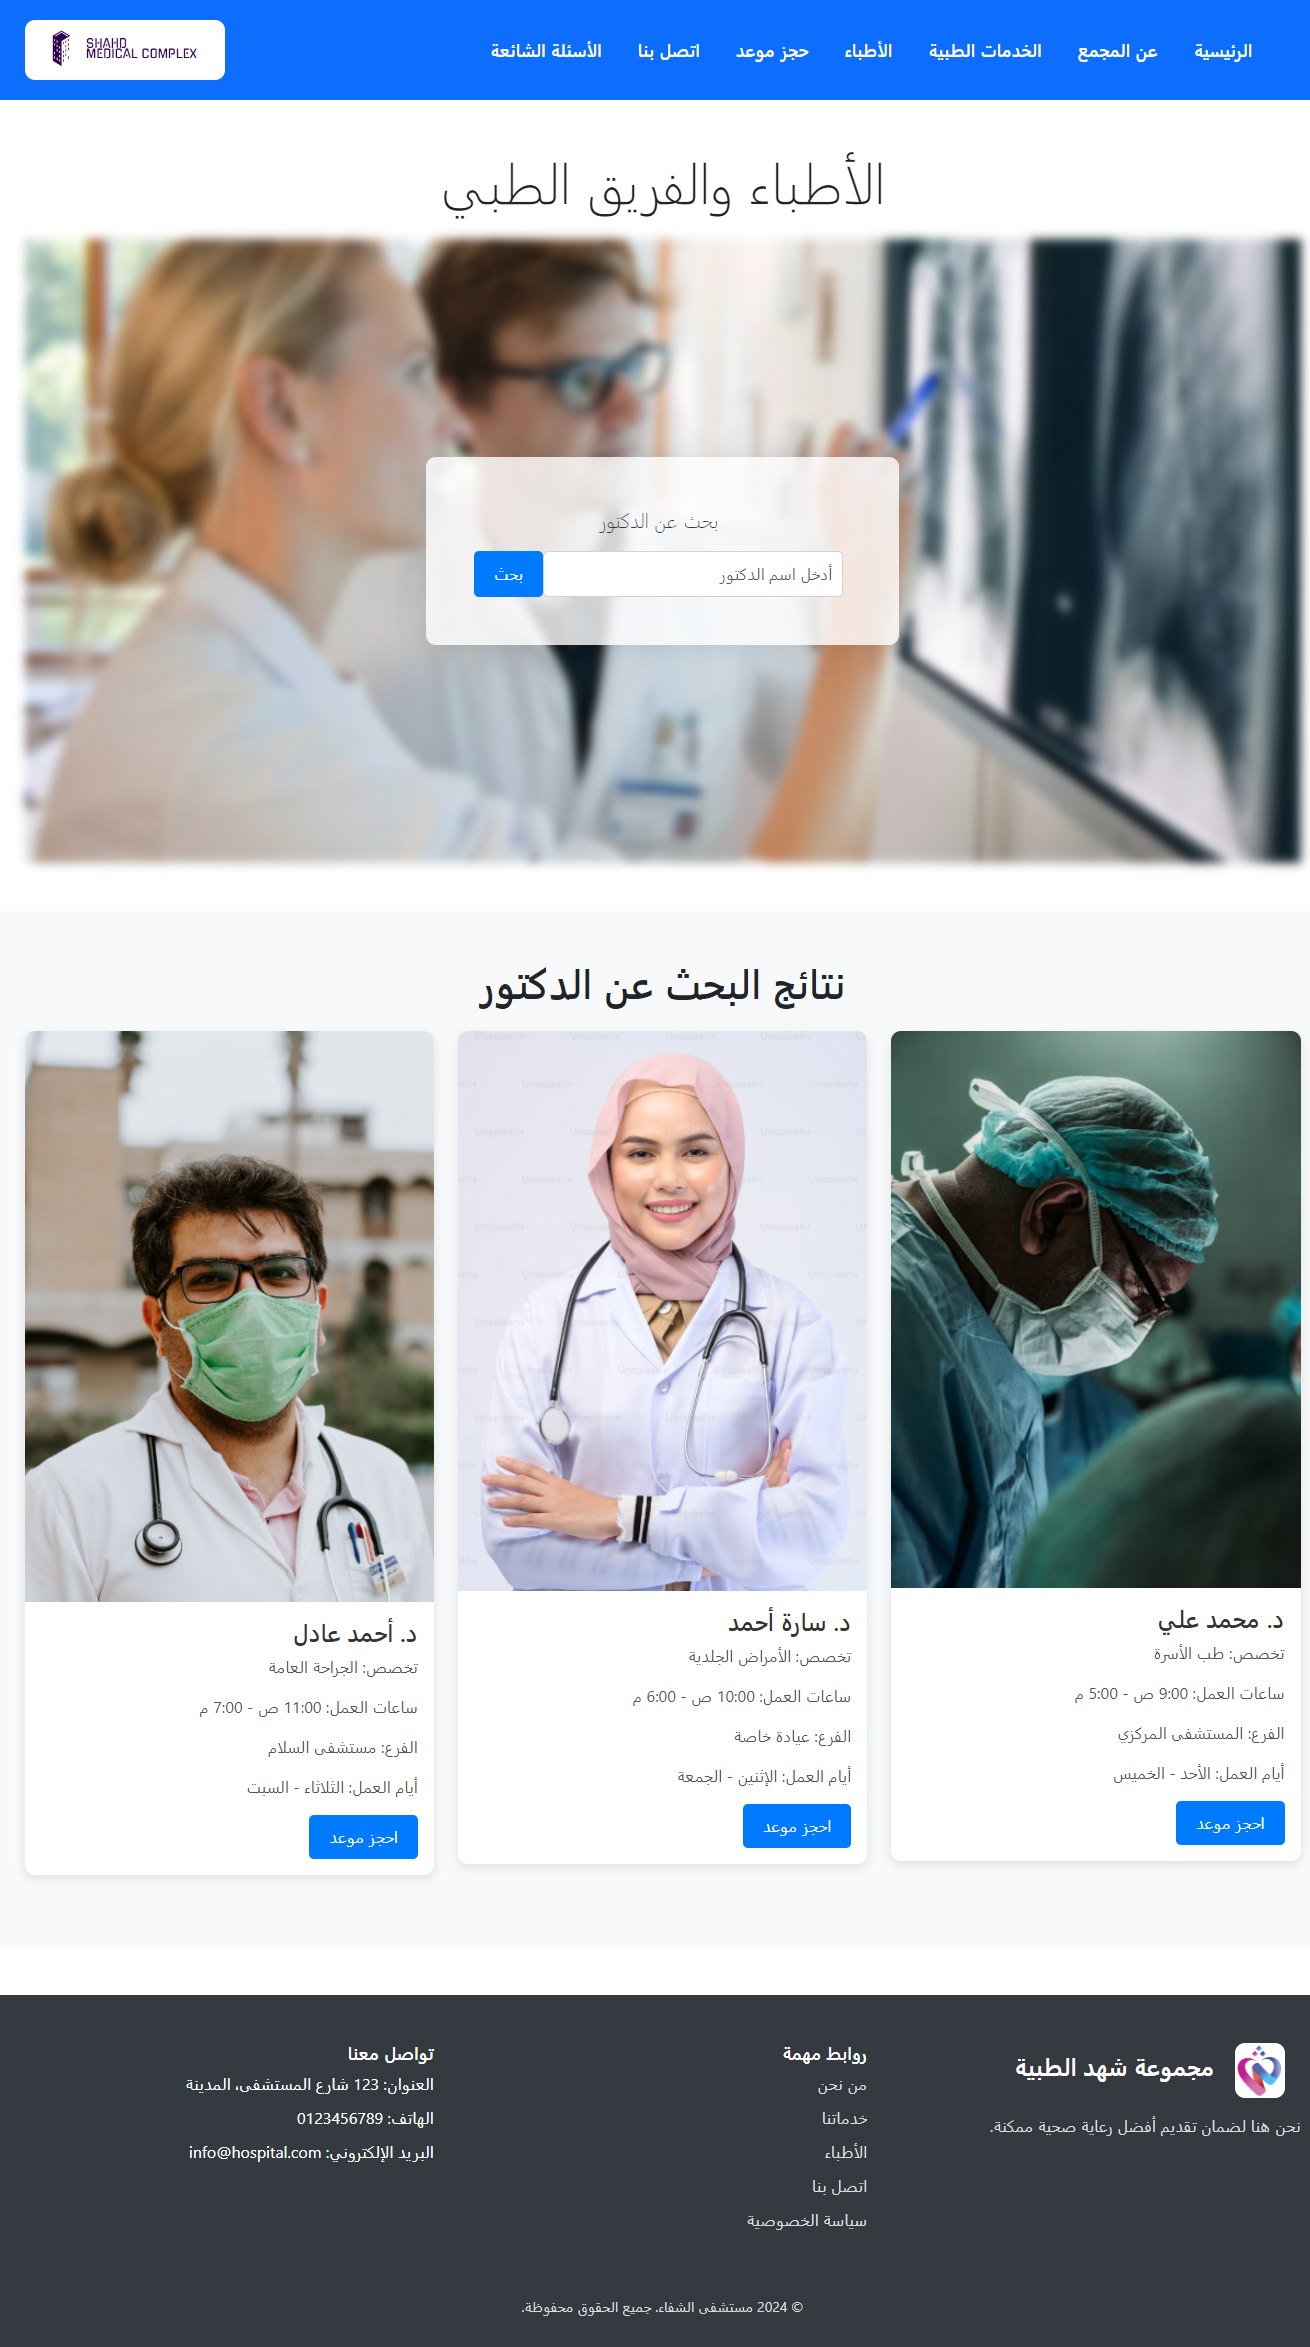 الرئيسية
عن المجمع
الخدمات الطبية
الأطباء
حجز موعد
اتصل بنا
الأسئلة الشائعة
SHAHD
MEDICAL COMPLEX
الأطباء والفريق الطبي
بحث عن الدكتور
أدخل اسم الدكتور
بحث
نتائج البحث عن الدكتور
د. محمد علي
تخصص: طب الأسرة
ساعات العمل: 9:00 ص - 5:00 م
الفرع: المستشفى المركزي
أيام العمل: الأحد - الخميس
احجز موعد
Unsplash+
د. سارة أحمد
تخصص: الأمراض الجلدية
ساعات العمل: 10:00 ص - 6:00 م
الفرع: عيادة خاصة
أيام العمل: الإثنين - الجمعة
احجز موعد
د. أحمد عادل
تخصص: الجراحة العامة
ساعات العمل: 11:00 ص - 7:00 م
الفرع: مستشفى السلام
أيام العمل: الثلاثاء - السبت
احجز موعد
مجموعة شهد الطبية
نحن هنا لضمان تقديم أفضل رعاية صحية ممكنة.
روابط مهمة
من نحن
خدماتنا
الأطباء
اتصل بنا
سياسة الخصوصية
تواصل معنا
العنوان: 123 شارع المستشفى، المدينة
الهاتف: 0123456789
البريد الإلكتروني: info@hospital.com
© 2024 مستشفى الشفاء. جميع الحقوق محفوظة.